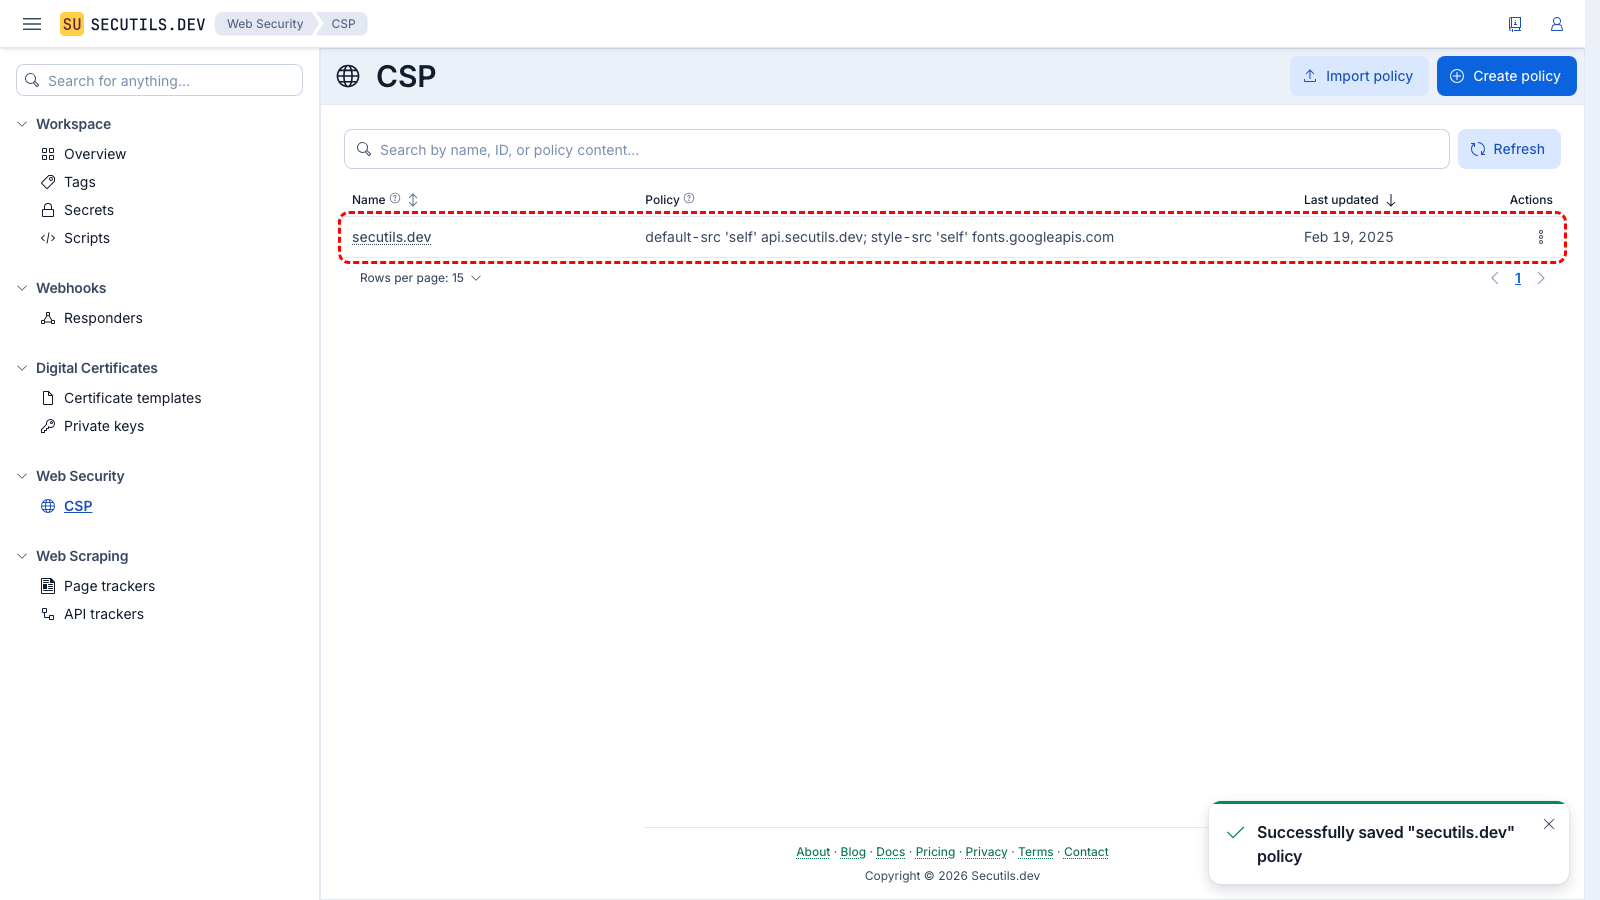 SU SECUTILS.DEV Web Security CSP
Search for anything...
Workspace
Overview
Tags
Secrets
Scripts
Webhooks
Responders
Digital Certificates
Certificate templates
Private keys
Web Security
CSP
Web Scraping
Page trackers
API trackers
CSP
Import policy
Create policy
Search by name, ID, or policy content...
Refresh
Name Policy Last updated Actions
secutils.dev default-src 'self' api.secutils.dev; style-src 'self' fonts.googleapis.com Feb 19, 2025
Rows per page: 15
1
About · Blog · Docs · Pricing · Privacy · Terms · Contact
Copyright © 2026 Secutils.dev
Successfully saved "secutils.dev"
policy